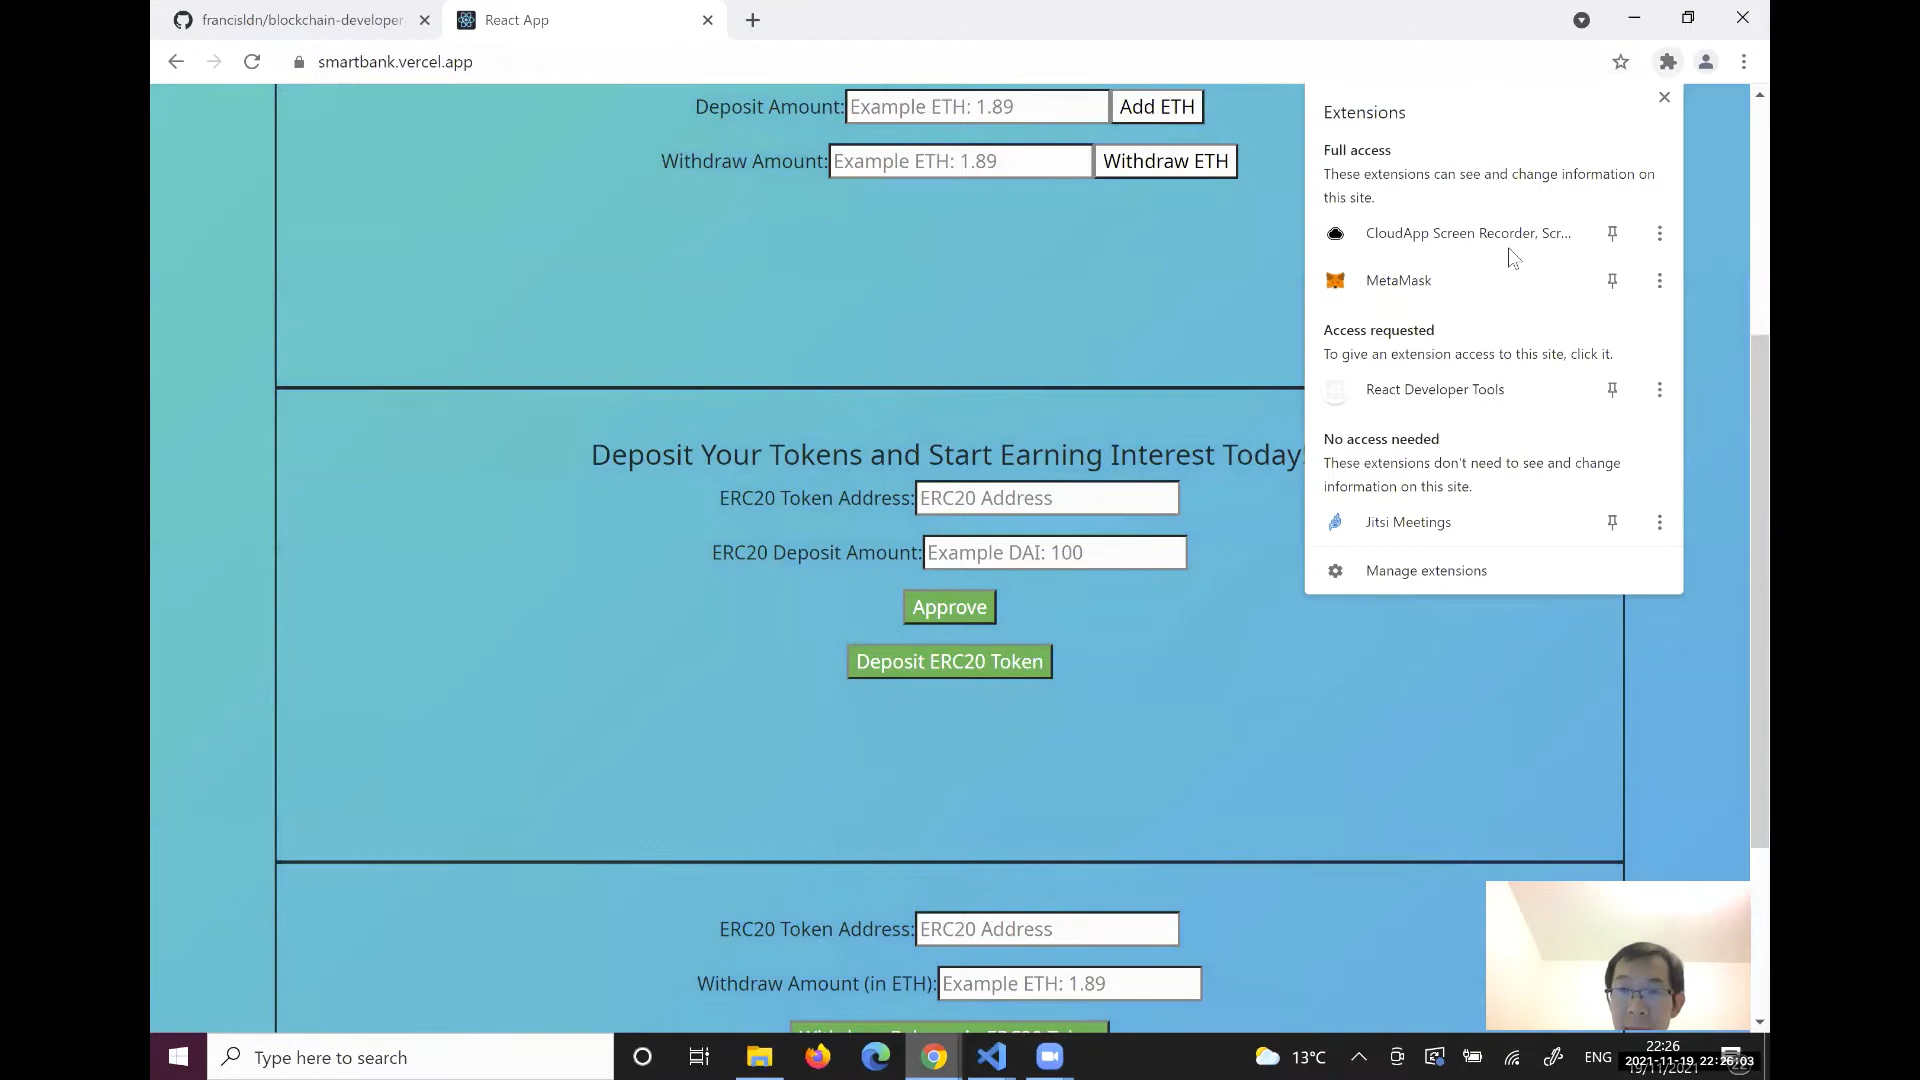 francisldn/blockchain-developer-
React App
smartbank.vercel.app
Deposit Amount:
Example ETH: 1.89
Add ETH
Withdraw Amount:
Example ETH: 1.89
Withdraw ETH
Extensions
Full access
These extensions can see and change information on
this site.
CloudApp Screen Recorder, Scr...
MetaMask
Access requested
To give an extension access to this site, click it.
React Developer Tools
No access needed
These extensions don't need to see and change
information on this site.
Jitsi Meetings
Manage extensions
Deposit Your Tokens and Start Earning Interest Today!
ERC20 Token Address:
ERC20 Address
ERC20 Deposit Amount:
Example DAI: 100
Approve
Deposit ERC20 Token
ERC20 Token Address:
ERC20 Address
Withdraw Amount (in ETH):
Example ETH: 1.89
Type here to search
13°C
ENG
22:26
2021-11-19, 22:26:03
19/11/2021